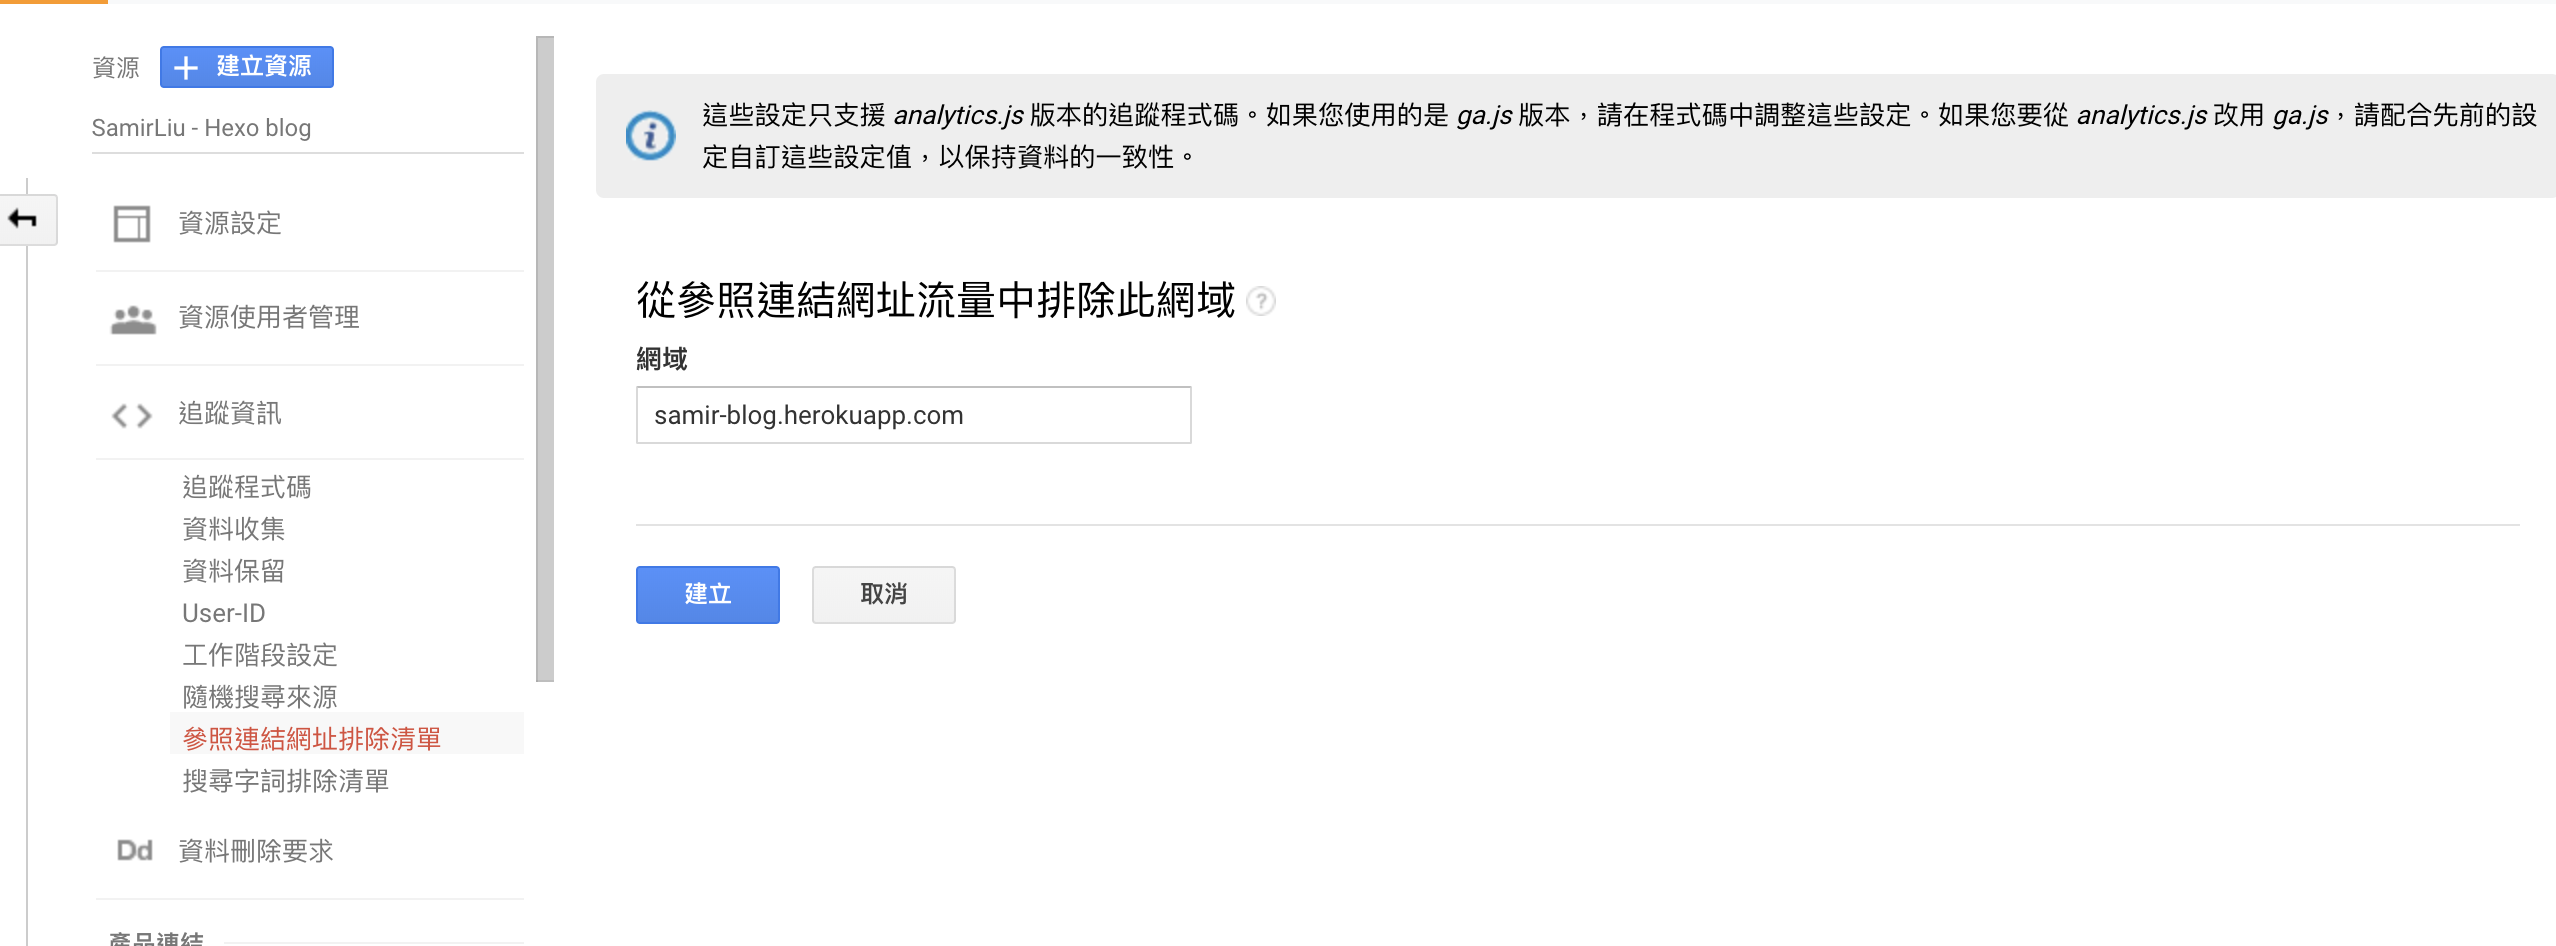 資源
建立資源
SamirLiu - Hexo blog
資源設定
資源使用者管理
追蹤資訊
追蹤程式碼
資料收集
資料保留
User-ID
工作階段設定
隨機搜尋來源
參照連結網址排除清單
搜尋字詞排除清單
Dd 資料刪除要求
產品連結
這些設定只支援 analytics.js 版本的追蹤程式碼。如果您使用的是 ga.js 版本，請在程式碼中調整這些設定。如果您要從 analytics.js 改用 ga.js，請配合先前的設
定自訂這些設定值，以保持資料的一致性。
從參照連結網址流量中排除此網域 ?
網域
samir-blog.herokuapp.com
建立
取消